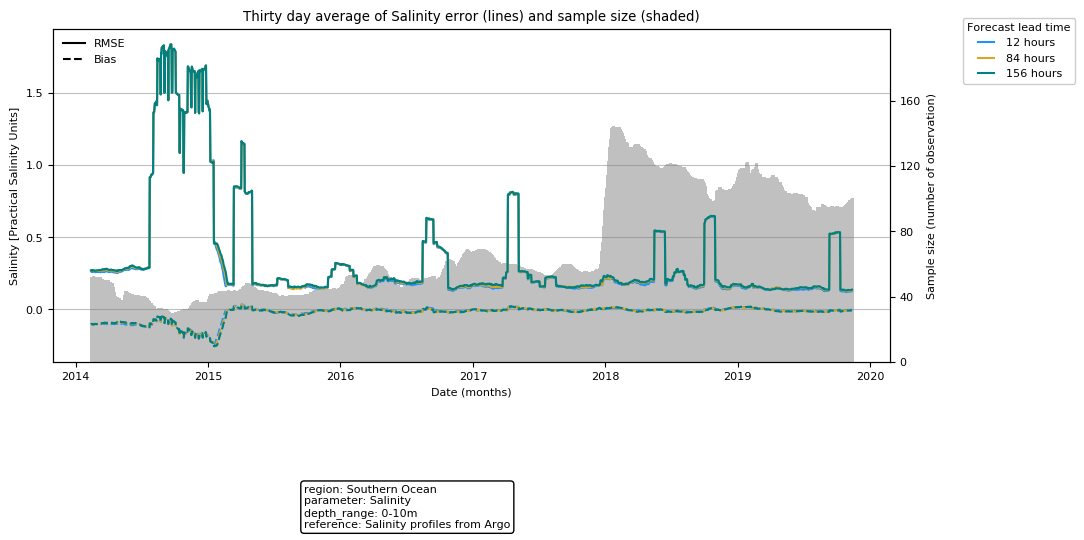 Thirty day average of Salinity error (lines) and sample size (shaded)
RMSE
Bias
Forecast lead time
12 hours
84 hours
156 hours
Salinity [Practical Salinity Units]
1.5
1.0
0.5
0.0
Sample size (number of observation)
160
120
80
40
0
2014 2015 2016 2017 2018 2019 2020
Date (months)
region: Southern Ocean
parameter: Salinity
depth_range: 0-10m
reference: Salinity profiles from Argo